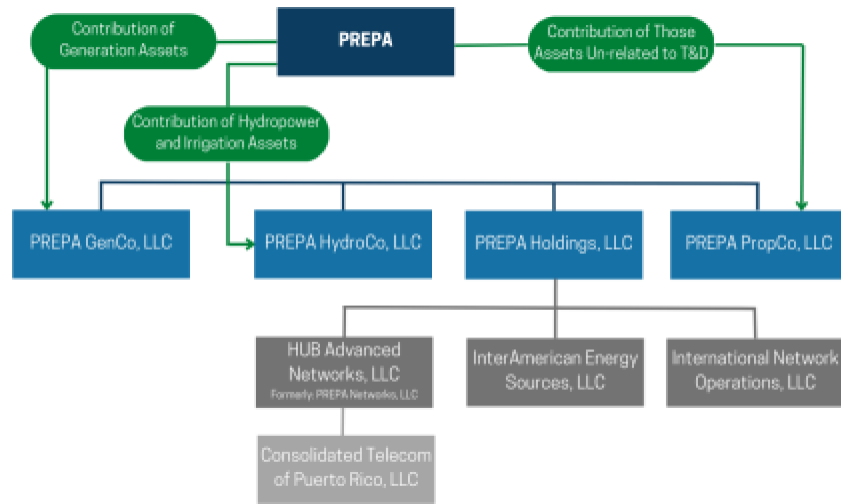 Contribution of
Generation Assets
PREPA
Contribution of Those
Assets Un-related to T&D
Contribution of Hydropower
and Irrigation Assets
PREPA GenCo, LLC
PREPA HydroCo, LLC
PREPA Holdings, LLC
PREPA PropCo, LLC
HUB Advanced
Networks, LLC
Formerly: PREPA Networks, LLC
InterAmerican Energy
Sources, LLC
International Network
Operations, LLC
Consolidated Telecom
of Puerto Rico, LLC